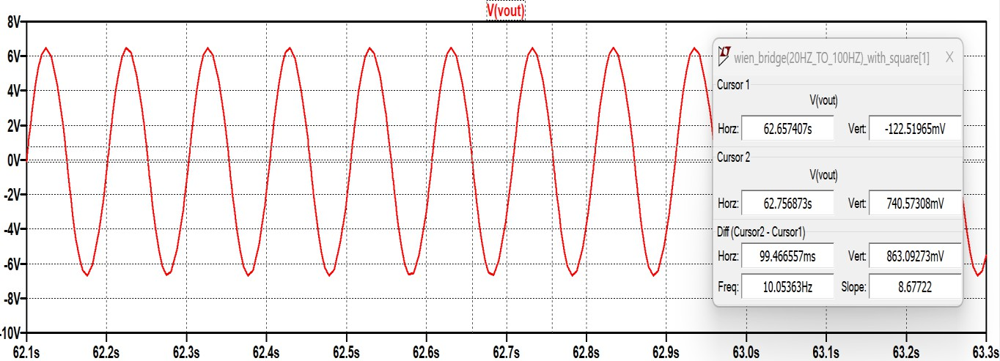 V(vout)
8V
6V
4V
2V
0V
-2V
-4V
-6V
-8V
-10V
62.1s 62.2s 62.3s 62.4s 62.5s 62.6s 62.7s 62.8s 62.9s 63.0s 63.1s 63.2s 63.3s
wien_bridge(20HZ_TO_100HZ)_with_square[1]
Cursor 1
V(vout)
Horz: 62.657407s Vert: -122.51965mV
Cursor 2
V(vout)
Horz: 62.756873s Vert: 740.57308mV
Diff (Cursor2 - Cursor1)
Horz: 99.466557ms Vert: 863.09273mV
Freq: 10.05363Hz Slope: 8.67722